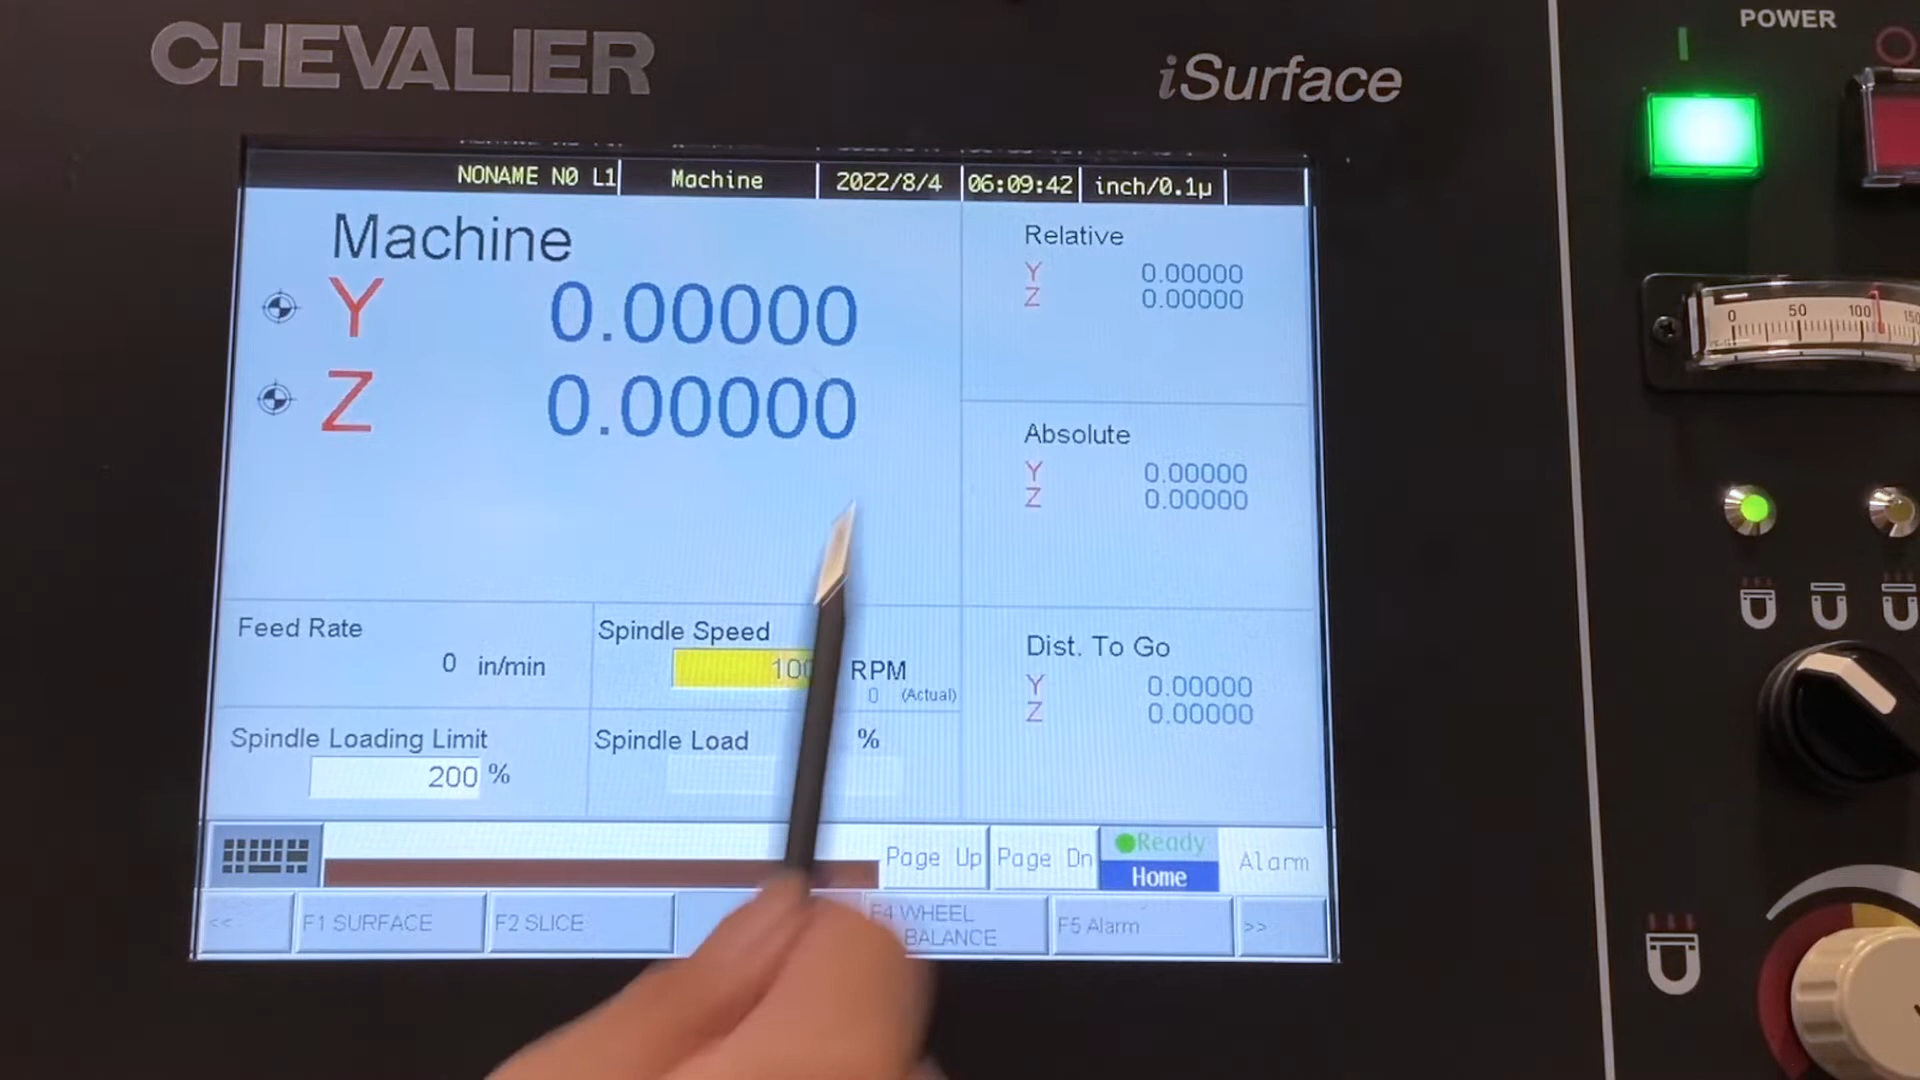 CHEVALIER
iSurface
POWER
NONAME N0 L1 Machine 2022/8/4 06:09:42 inch/0.1μ
Machine
Y 0.00000
Z 0.00000
Relative
Y 0.00000
Z 0.00000
Absolute
Y 0.00000
Z 0.00000
Feed Rate
0 in/min
Spindle Speed
100 RPM
0 (Actual)
Dist. To Go
Y 0.00000
Z 0.00000
Spindle Loading Limit
200 %
Spindle Load %
Page Up Page Dn
Ready
Home
Alarm
<< F1 SURFACE F2 SLICE F4 WHEEL BALANCE F5 Alarm >>
0 50 100 150